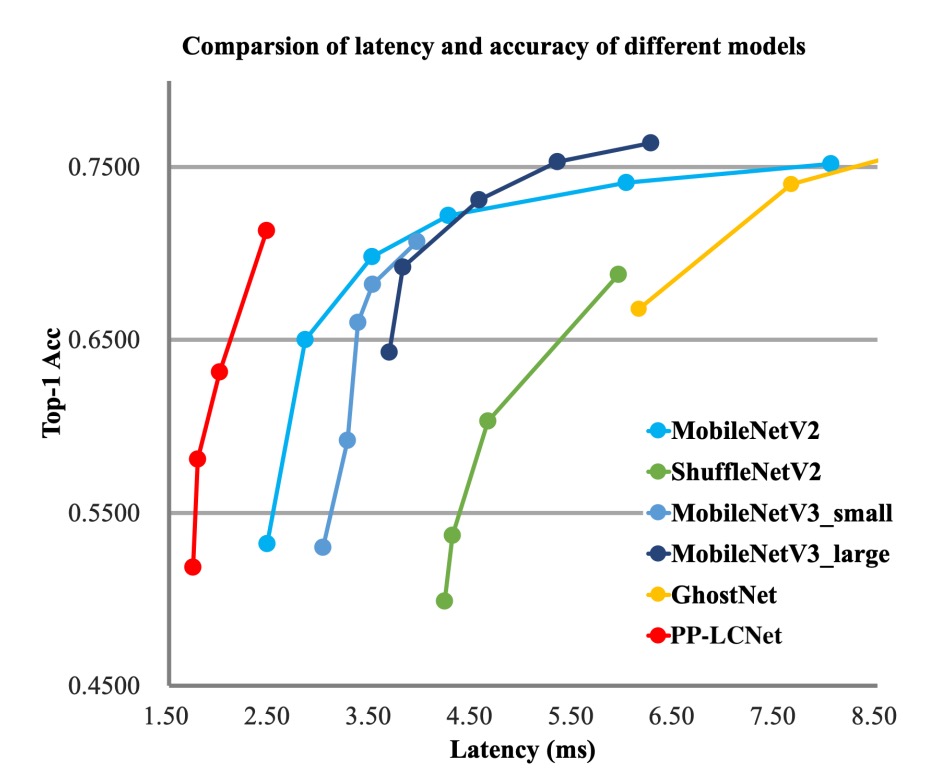 Comparsion of latency and accuracy of different models
0.7500
0.6500
0.5500
0.4500
Top-1 Acc
MobileNetV2
ShuffleNetV2
MobileNetV3_small
MobileNetV3_large
GhostNet
PP-LCNet
1.50 2.50 3.50 4.50 5.50 6.50 7.50 8.50
Latency (ms)